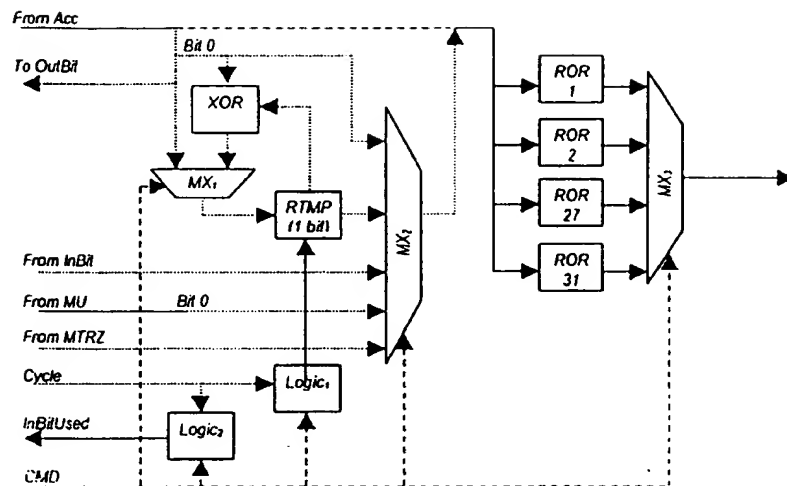 From Acc
Bit 0
To OutBit
XOR
ROR
1
ROR
2
MX₁
RTMP
(1 bit)
MX₂
ROR
27
MX₃
From InBit
From MU
Bit 0
ROR
31
From MTRZ
Cycle
Logic₁
InBitUsed
Logic₂
CMD